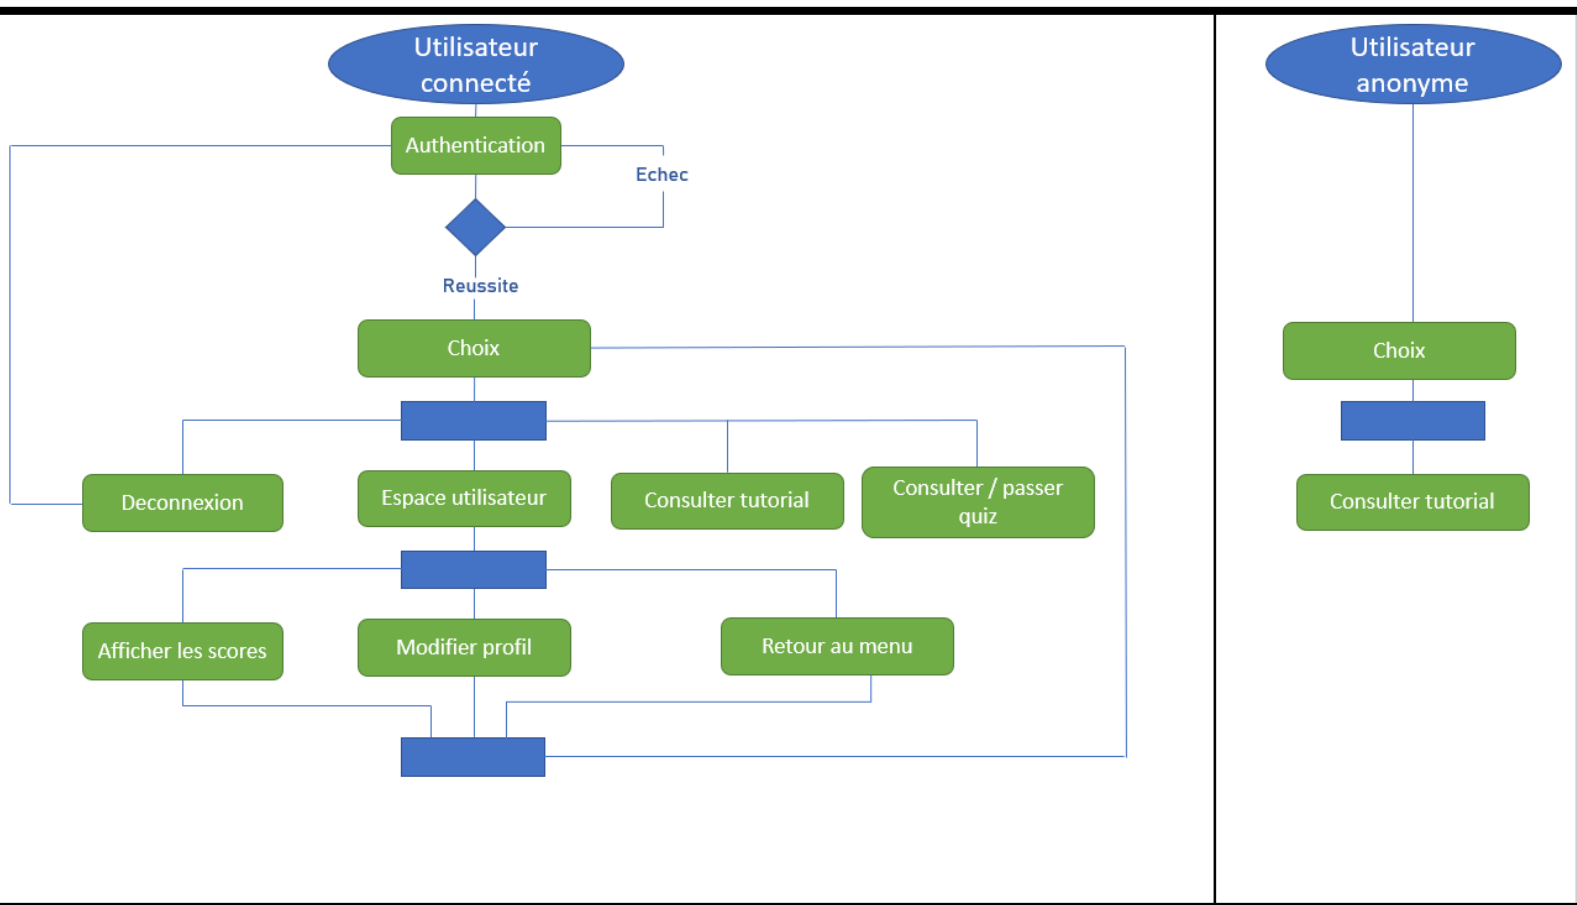 Utilisateur
connecté
Authentication
Echec
Reussite
Choix
Deconnexion
Espace utilisateur
Consulter tutorial
Consulter / passer
quiz
Afficher les scores
Modifier profil
Retour au menu
Utilisateur
anonyme
Choix
Consulter tutorial